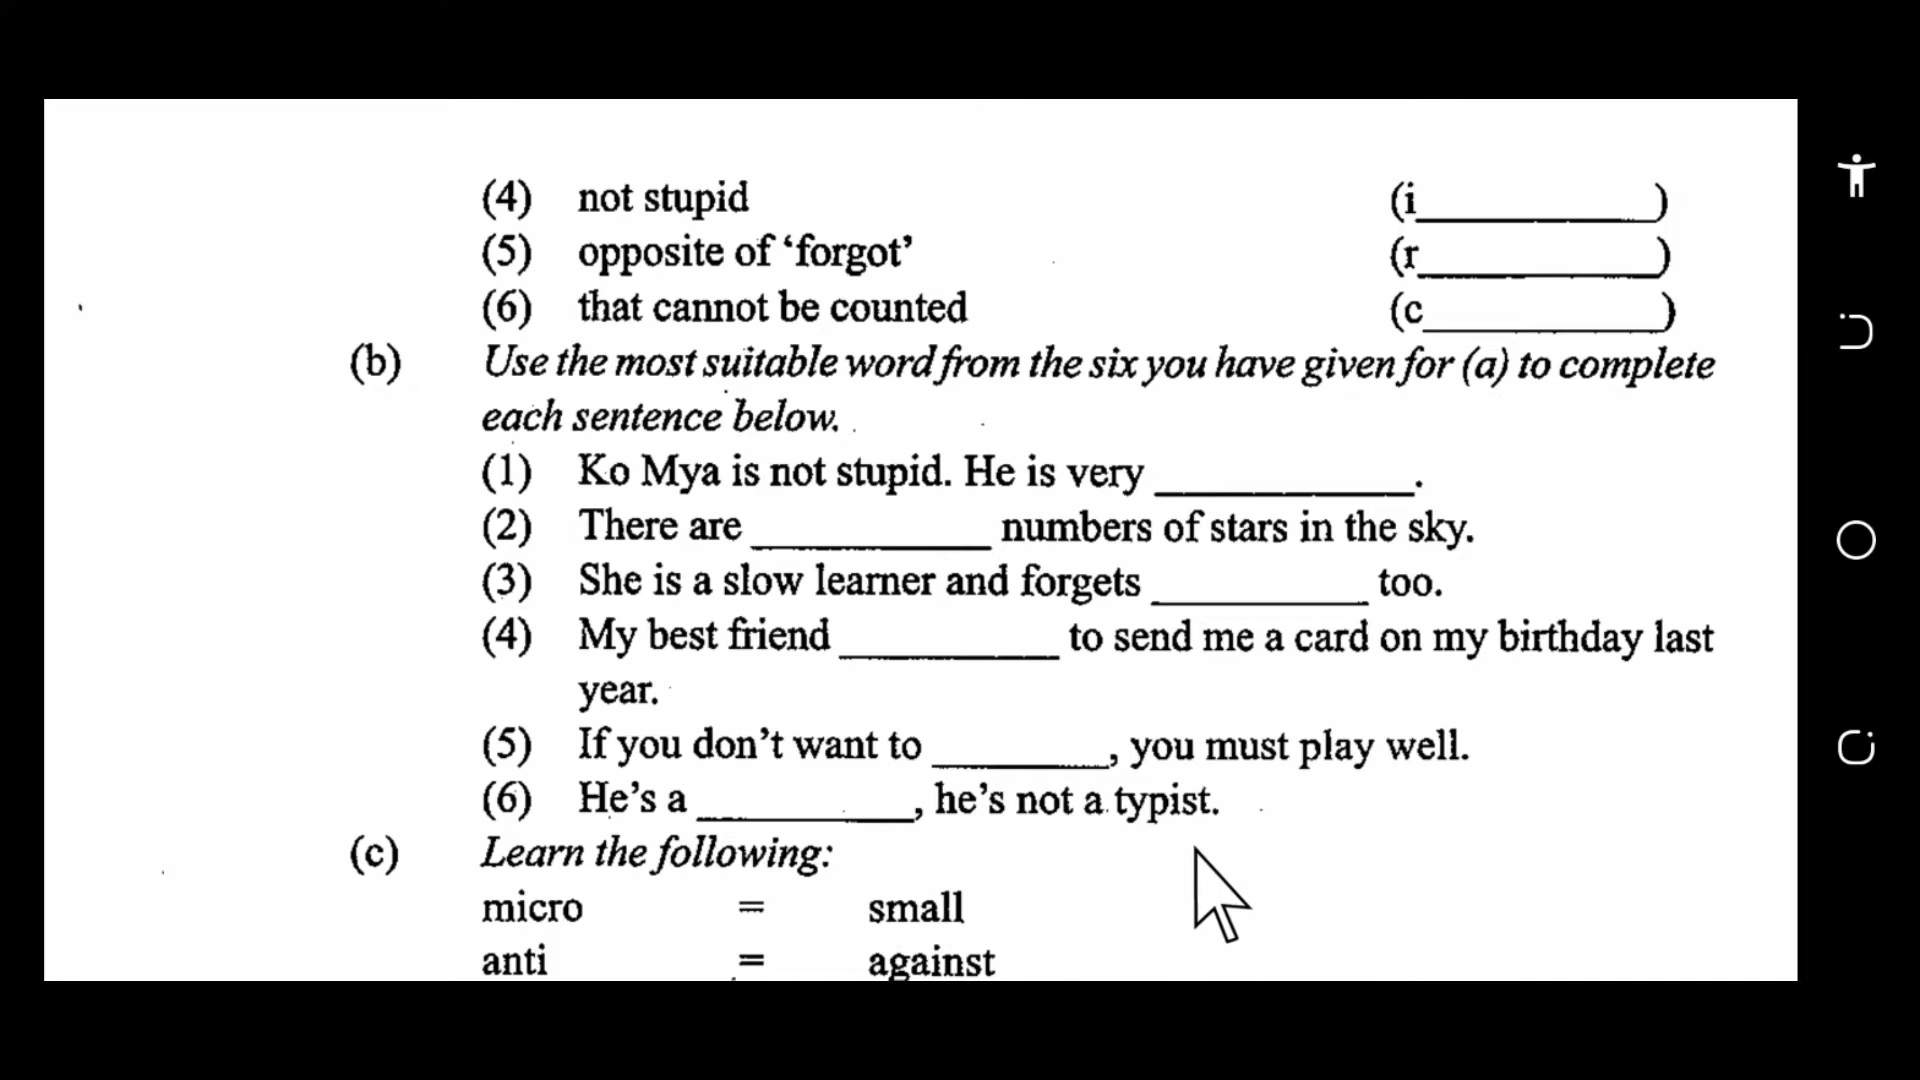 (4) not stupid (i__________)
(5) opposite of ‘forgot’ (r__________)
(6) that cannot be counted (c__________)
(b) Use the most suitable word from the six you have given for (a) to complete
each sentence below.
(1) Ko Mya is not stupid. He is very __________.
(2) There are __________ numbers of stars in the sky.
(3) She is a slow learner and forgets __________ too.
(4) My best friend __________ to send me a card on my birthday last
year.
(5) If you don’t want to __________, you must play well.
(6) He’s a __________, he’s not a typist.
(c) Learn the following:
micro = small
anti = against